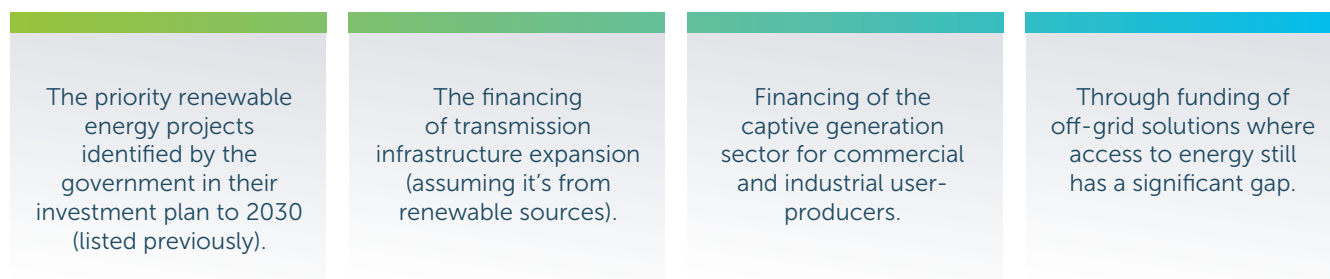 The priority renewable
energy projects
identified by the
government in their
investment plan to 2030
(listed previously).
The financing
of transmission
infrastructure expansion
(assuming it’s from
renewable sources).
Financing of the
captive generation
sector for commercial
and industrial user-
producers.
Through funding of
off-grid solutions where
access to energy still
has a significant gap.